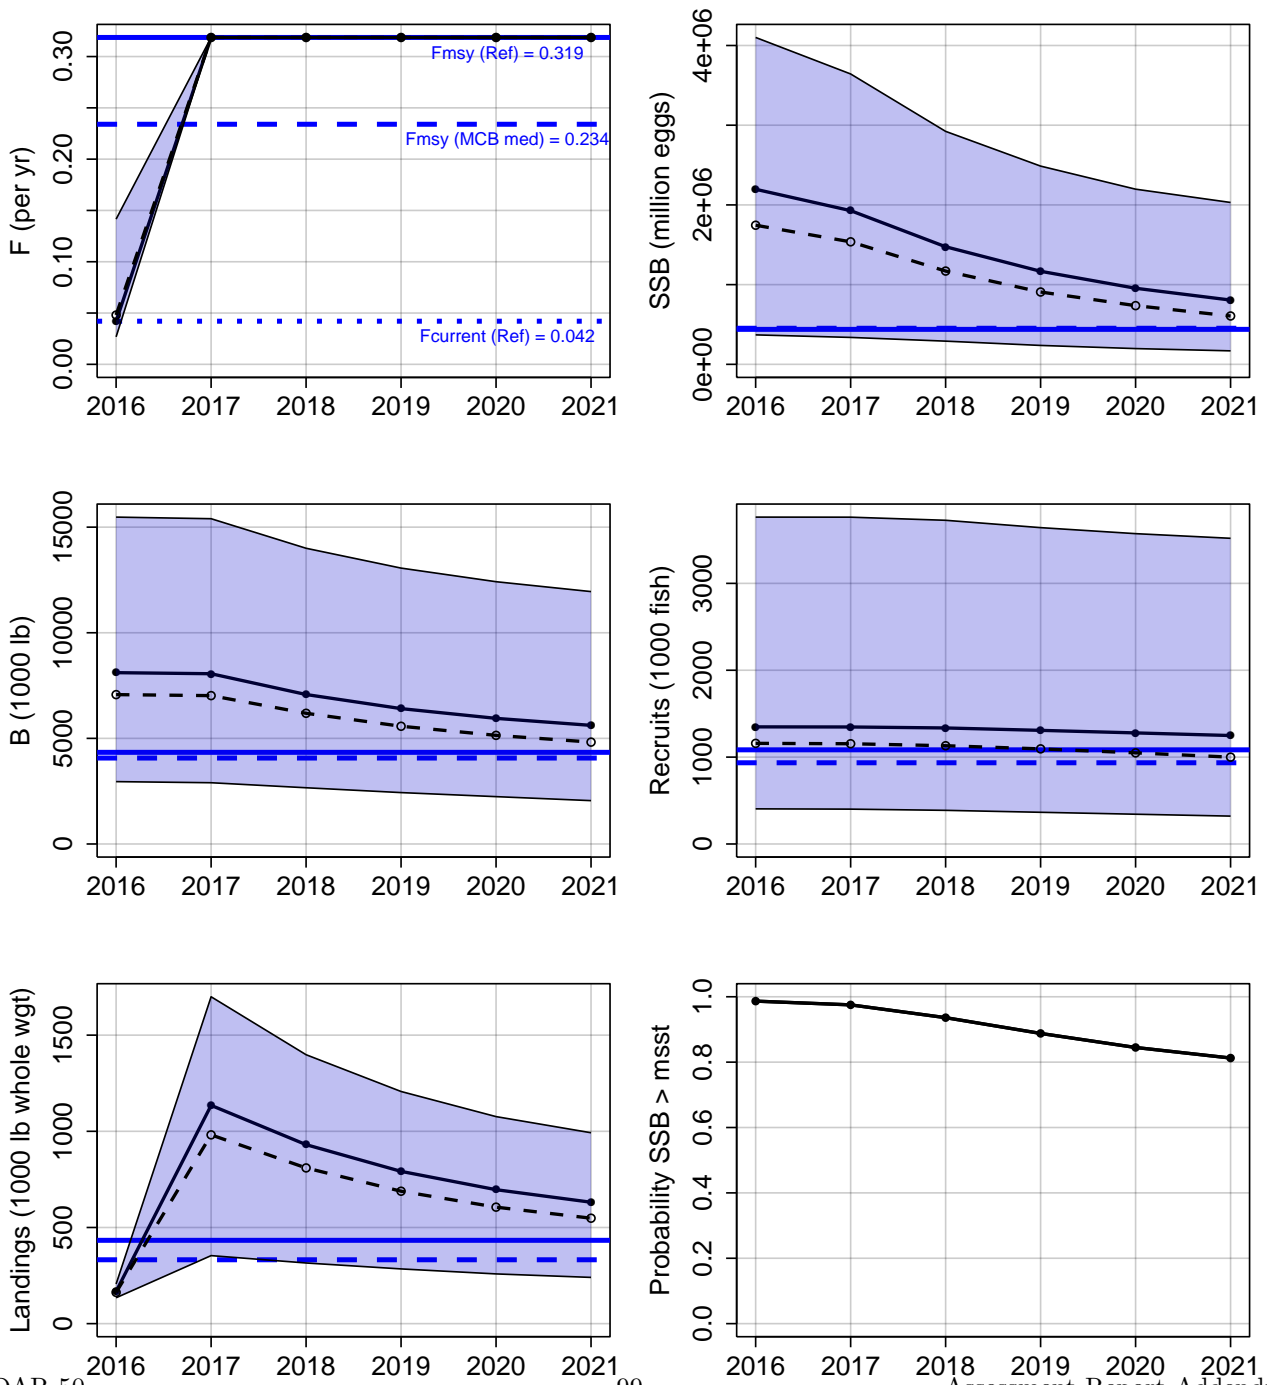 F (per yr)
0.00
0.10
0.20
0.30
Fmsy (Ref) = 0.319
Fmsy (MCB med) = 0.234
Fcurrent (Ref) = 0.042
2016 2017 2018 2019 2020 2021
SSB (million eggs)
0e+00
2e+06
4e+06
2016 2017 2018 2019 2020 2021
B (1000 lb)
0
5000
10000
15000
2016 2017 2018 2019 2020 2021
Recruits (1000 fish)
0
1000
2000
3000
2016 2017 2018 2019 2020 2021
Landings (1000 lb whole wgt)
0
500
1000
1500
2016 2017 2018 2019 2020 2021
Probability SSB > msst
0.0
0.2
0.4
0.6
0.8
1.0
2016 2017 2018 2019 2020 2021
99 Assessment Report Addendu